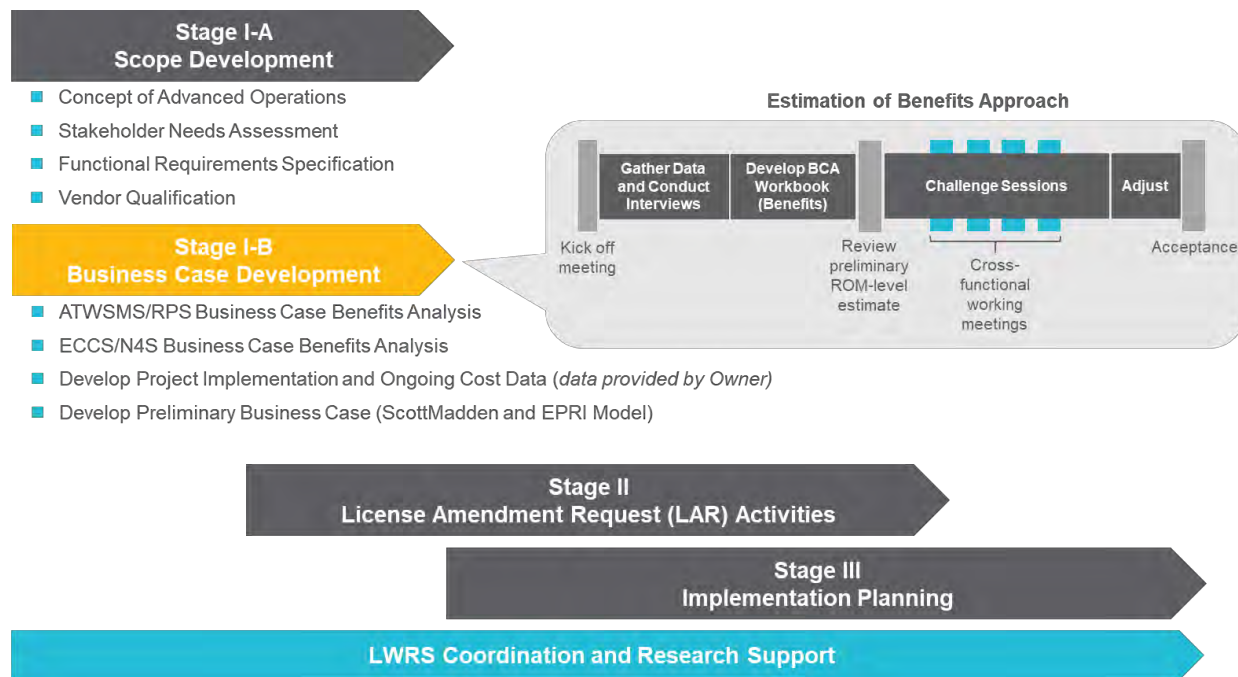 Stage I-A
Scope Development
Concept of Advanced Operations
Stakeholder Needs Assessment
Functional Requirements Specification
Vendor Qualification
Stage I-B
Business Case Development
ATWSMS/RPS Business Case Benefits Analysis
ECCS/N4S Business Case Benefits Analysis
Develop Project Implementation and Ongoing Cost Data (data provided by Owner)
Develop Preliminary Business Case (ScottMadden and EPRI Model)
Estimation of Benefits Approach
Kick off
meeting
Gather Data
and Conduct
Interviews
Develop BCA
Workbook
(Benefits)
Review
preliminary
ROM-level
estimate
Challenge Sessions
Cross-
functional
working
meetings
Adjust
Acceptance
Stage II
License Amendment Request (LAR) Activities
Stage III
Implementation Planning
LWRS Coordination and Research Support